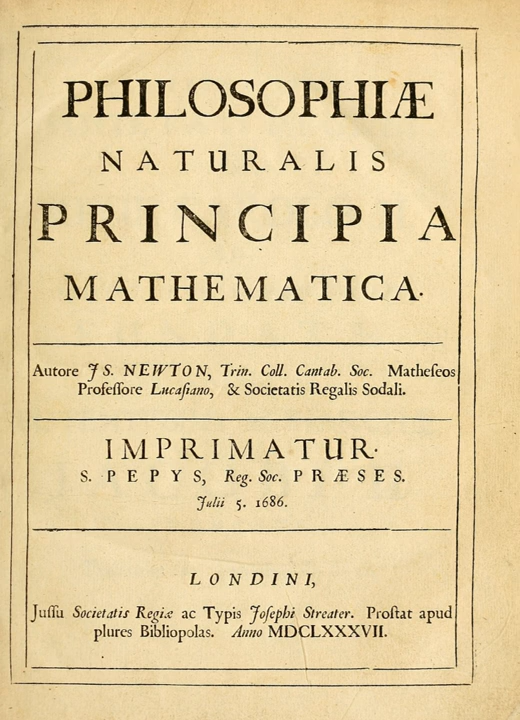 PHILOSOPHIÆ
NATURALIS
PRINCIPIA
MATHEMATICA.
Autore JS. NEWTON, Trin. Coll. Cantab. Soc. Matheſeos
Profeſſore Lucaſiano, & Societatis Regalis Sodali.
IMPRIMATUR.
S. PEPYS, Reg. Soc. PRÆSES.
Julii 5. 1686.
LONDINI,
Juſſu Societatis Regiæ ac Typis Joſephi Streater. Proſtat apud
plures Bibliopolas. Anno MDCLXXXVII.